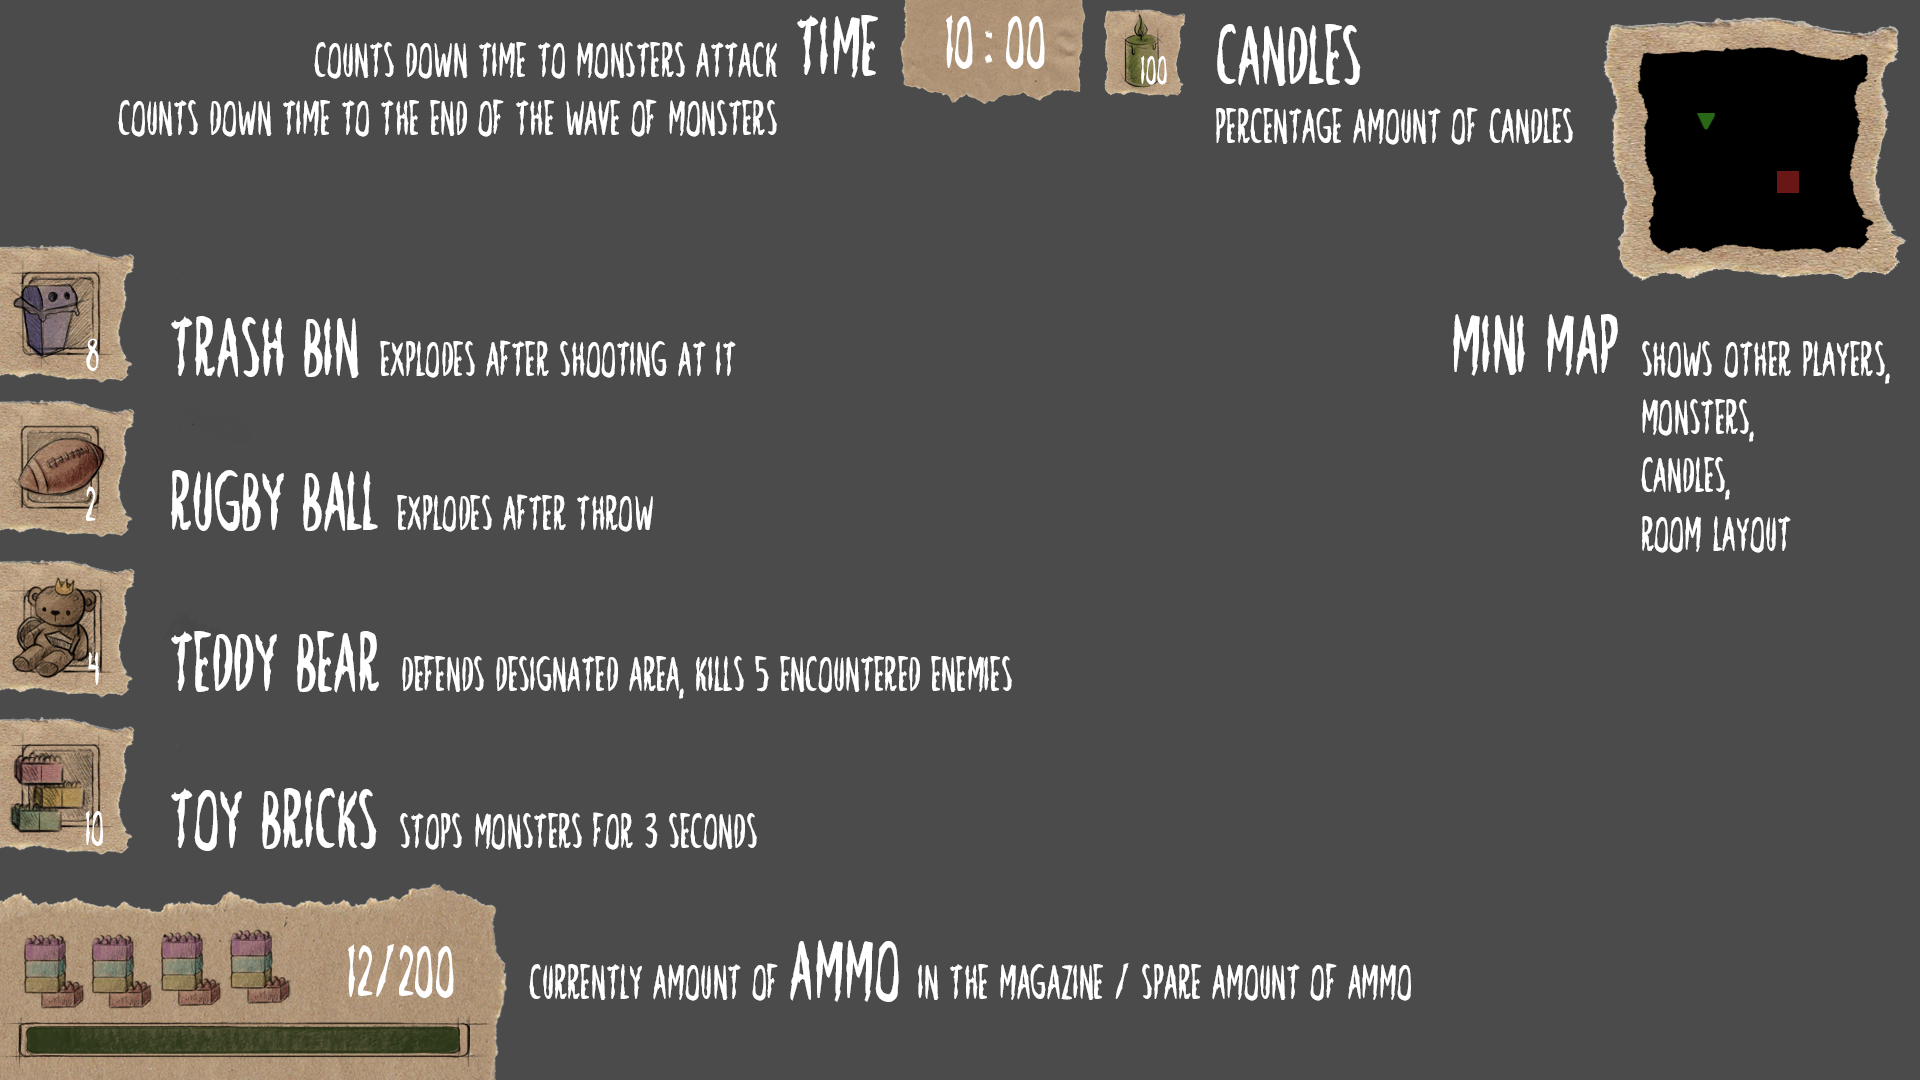 COUNTS DOWN TIME TO MONSTERS ATTACK
COUNTS DOWN TIME TO THE END OF THE WAVE OF MONSTERS
TIME
10:00
100
CANDLES
PERCENTAGE AMOUNT OF CANDLES
8
TRASH BIN EXPLODES AFTER SHOOTING AT IT
MINI MAP SHOWS OTHER PLAYERS,
MONSTERS,
CANDLES,
ROOM LAYOUT
2
RUGBY BALL EXPLODES AFTER THROW
4
TEDDY BEAR DEFENDS DESIGNATED AREA, KILLS 5 ENCOUNTERED ENEMIES
10
TOY BRICKS STOPS MONSTERS FOR 3 SECONDS
12/200
CURRENTLY AMOUNT OF AMMO IN THE MAGAZINE / SPARE AMOUNT OF AMMO